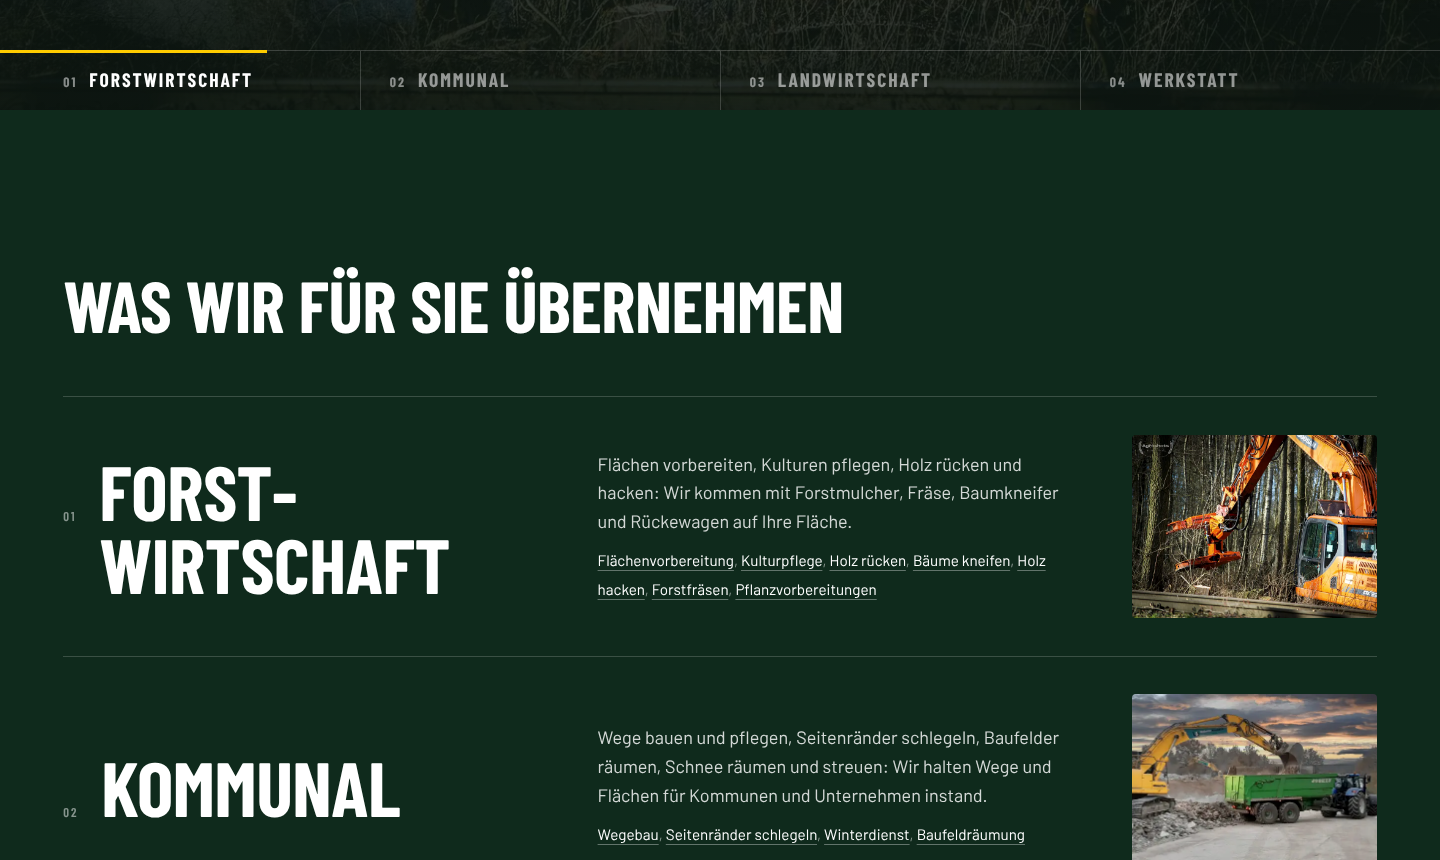 01 FORSTWIRTSCHAFT
02 KOMMUNAL
03 LANDWIRTSCHAFT
04 WERKSTATT
WAS WIR FÜR SIE ÜBERNEHMEN
01
FORST-
WIRTSCHAFT
Flächen vorbereiten, Kulturen pflegen, Holz rücken und
hacken: Wir kommen mit Forstmulcher, Fräse, Baumkneifer
und Rückewagen auf Ihre Fläche.
Flächenvorbereitung, Kulturpflege, Holz rücken, Bäume kneifen, Holz
hacken, Forstfräsen, Pflanzvorbereitungen
02 KOMMUNAL
Wege bauen und pflegen, Seitenränder schlegeln, Baufelder
räumen, Schnee räumen und streuen: Wir halten Wege und
Flächen für Kommunen und Unternehmen instand.
Wegebau, Seitenränder schlegeln, Winterdienst, Baufeldräumung